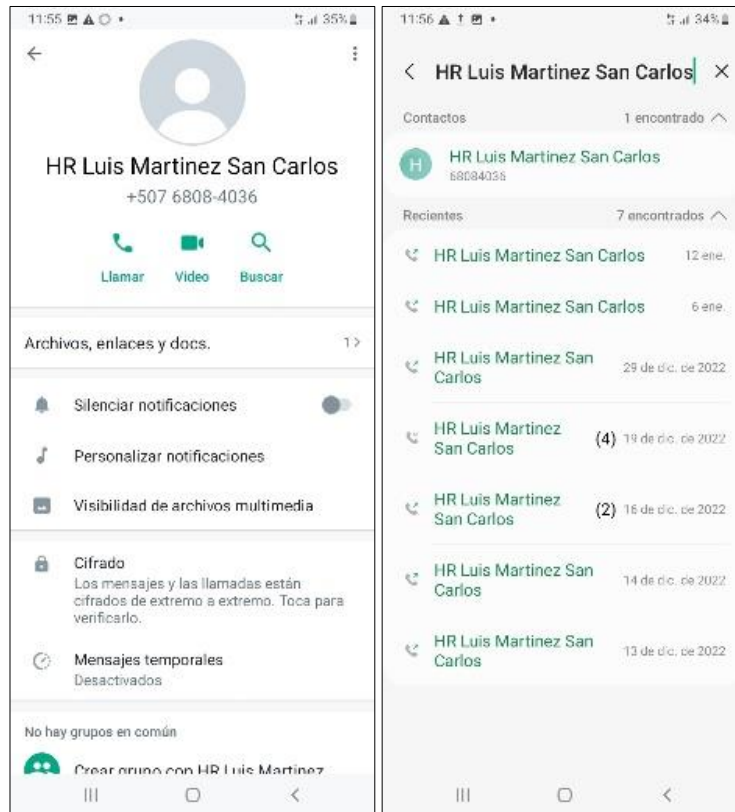 11:55 35%
HR Luis Martinez San Carlos
+507 6808-4036
Llamar Video Buscar
Archivos, enlaces y docs. 1 >
Silenciar notificaciones
Personalizar notificaciones
Visibilidad de archivos multimedia
Cifrado
Los mensajes y las llamadas están
cifrados de extremo a extremo. Toca para
verificarlo.
Mensajes temporales
Desactivados
No hay grupos en común
Crear grupo con HR Luis Martinez
11:56 34%
HR Luis Martinez San Carlos
Contactos 1 encontrado
H
HR Luis Martinez San Carlos
68084036
Recientes 7 encontrados
HR Luis Martinez San Carlos 12 ene.
HR Luis Martinez San Carlos 6 ene.
HR Luis Martinez San
Carlos 29 de dic. de 2022
HR Luis Martinez
San Carlos (4) 19 de dic. de 2022
HR Luis Martinez
San Carlos (2) 16 de dic. de 2022
HR Luis Martinez San
Carlos 14 de dic. de 2022
HR Luis Martinez San
Carlos 13 de dic. de 2022